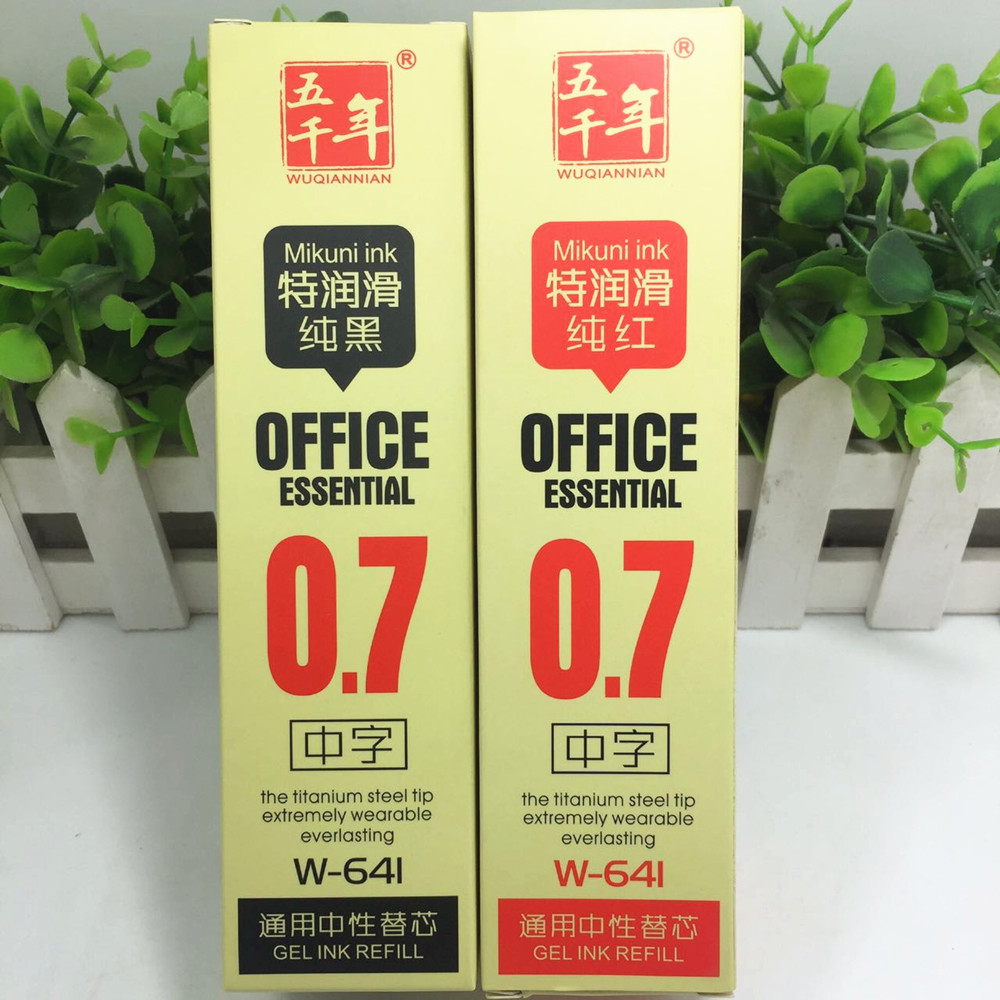 五千年
®
WUQIANNIAN
Mikuni ink
特润滑
纯黑
OFFICE
ESSENTIAL
0.7
中字
the titanium steel tip
extremely wearable
everlasting
W-641
通用中性替芯
GEL INK REFILL
五千年
®
WUQIANNIAN
Mikuni ink
特润滑
纯红
OFFICE
ESSENTIAL
0.7
中字
the titanium steel tip
extremely wearable
everlasting
W-641
通用中性替芯
GEL INK REFILL